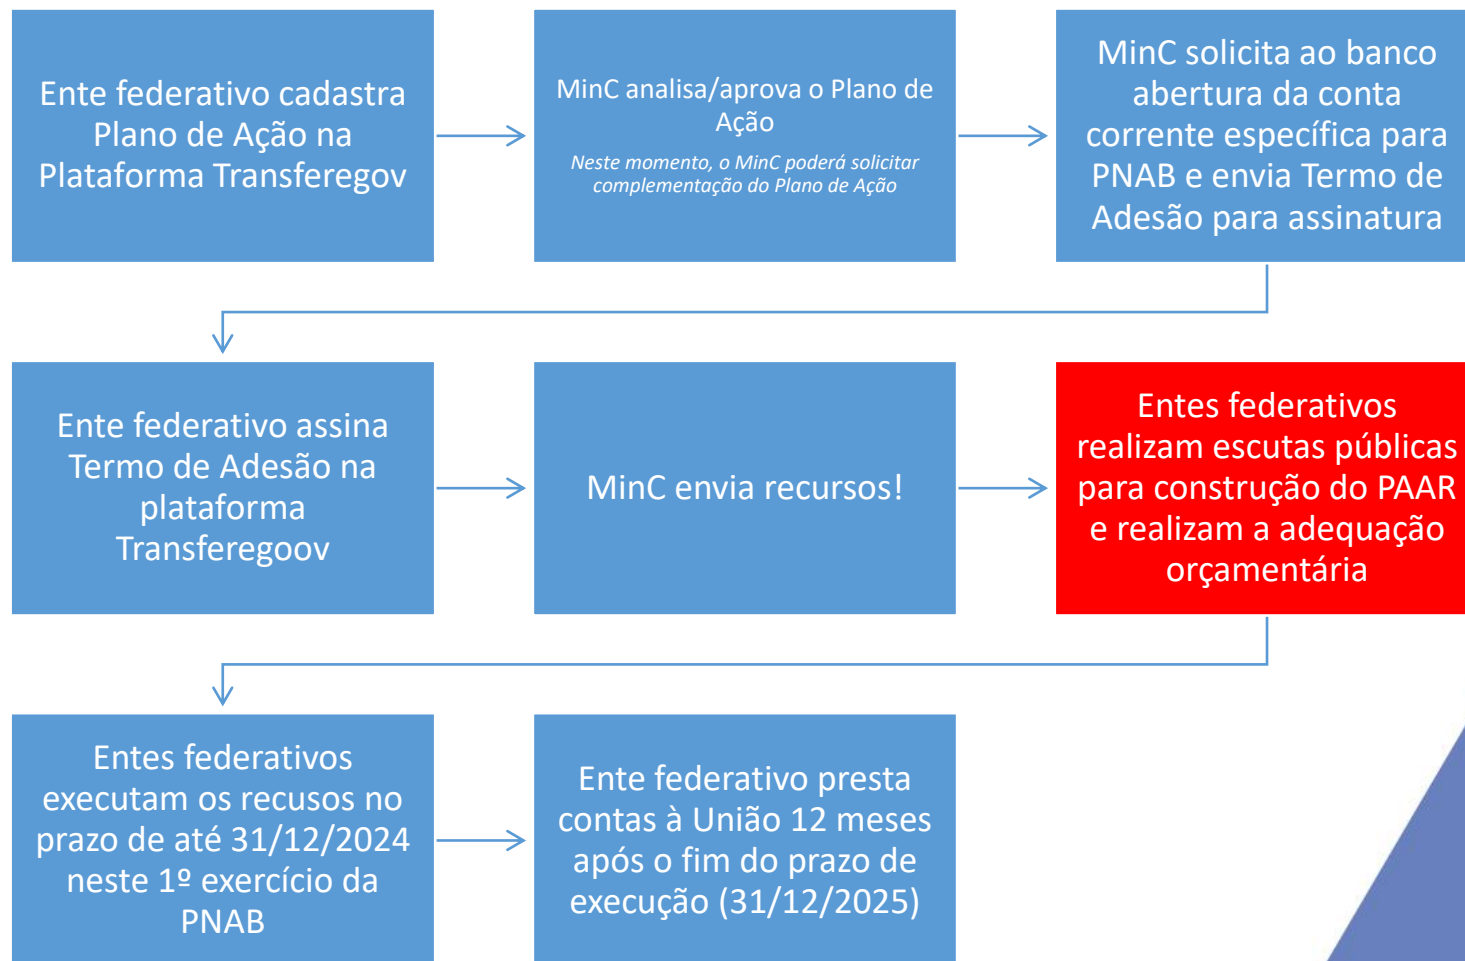 Ente federativo cadastra
Plano de Ação na
Plataforma Transferegov
MinC analisa/aprova o Plano de
Ação
Neste momento, o MinC poderá solicitar
complementação do Plano de Ação
MinC solicita ao banco
abertura da conta
corrente específica para
PNAB e envia Termo de
Adesão para assinatura
Ente federativo assina
Termo de Adesão na
plataforma
Transferegoov
MinC envia recursos!
Entes federativos
realizam escutas públicas
para construção do PAAR
e realizam a adequação
orçamentária
Entes federativos
executam os recusos no
prazo de até 31/12/2024
neste 1º exercício da
PNAB
Ente federativo presta
contas à União 12 meses
após o fim do prazo de
execução (31/12/2025)